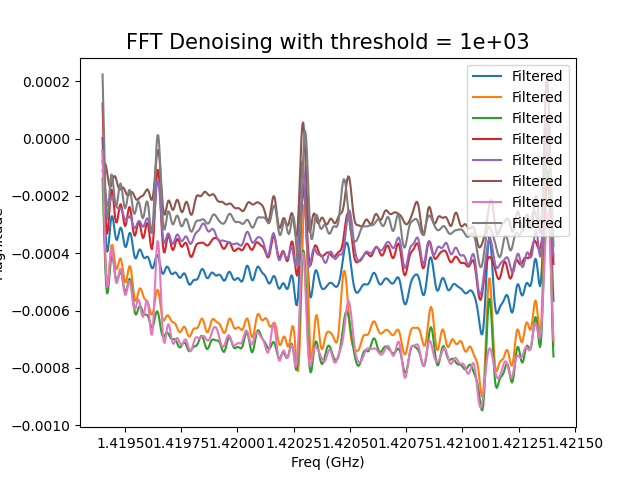 FFT Denoising with threshold = 1e+03
Filtered
Filtered
Filtered
Filtered
Filtered
Filtered
Filtered
Filtered
0.0002
0.0000
−0.0002
−0.0004
−0.0006
−0.0008
−0.0010
1.41950 1.41975 1.42000 1.42025 1.42050 1.42075 1.42100 1.42125 1.42150
Freq (GHz)